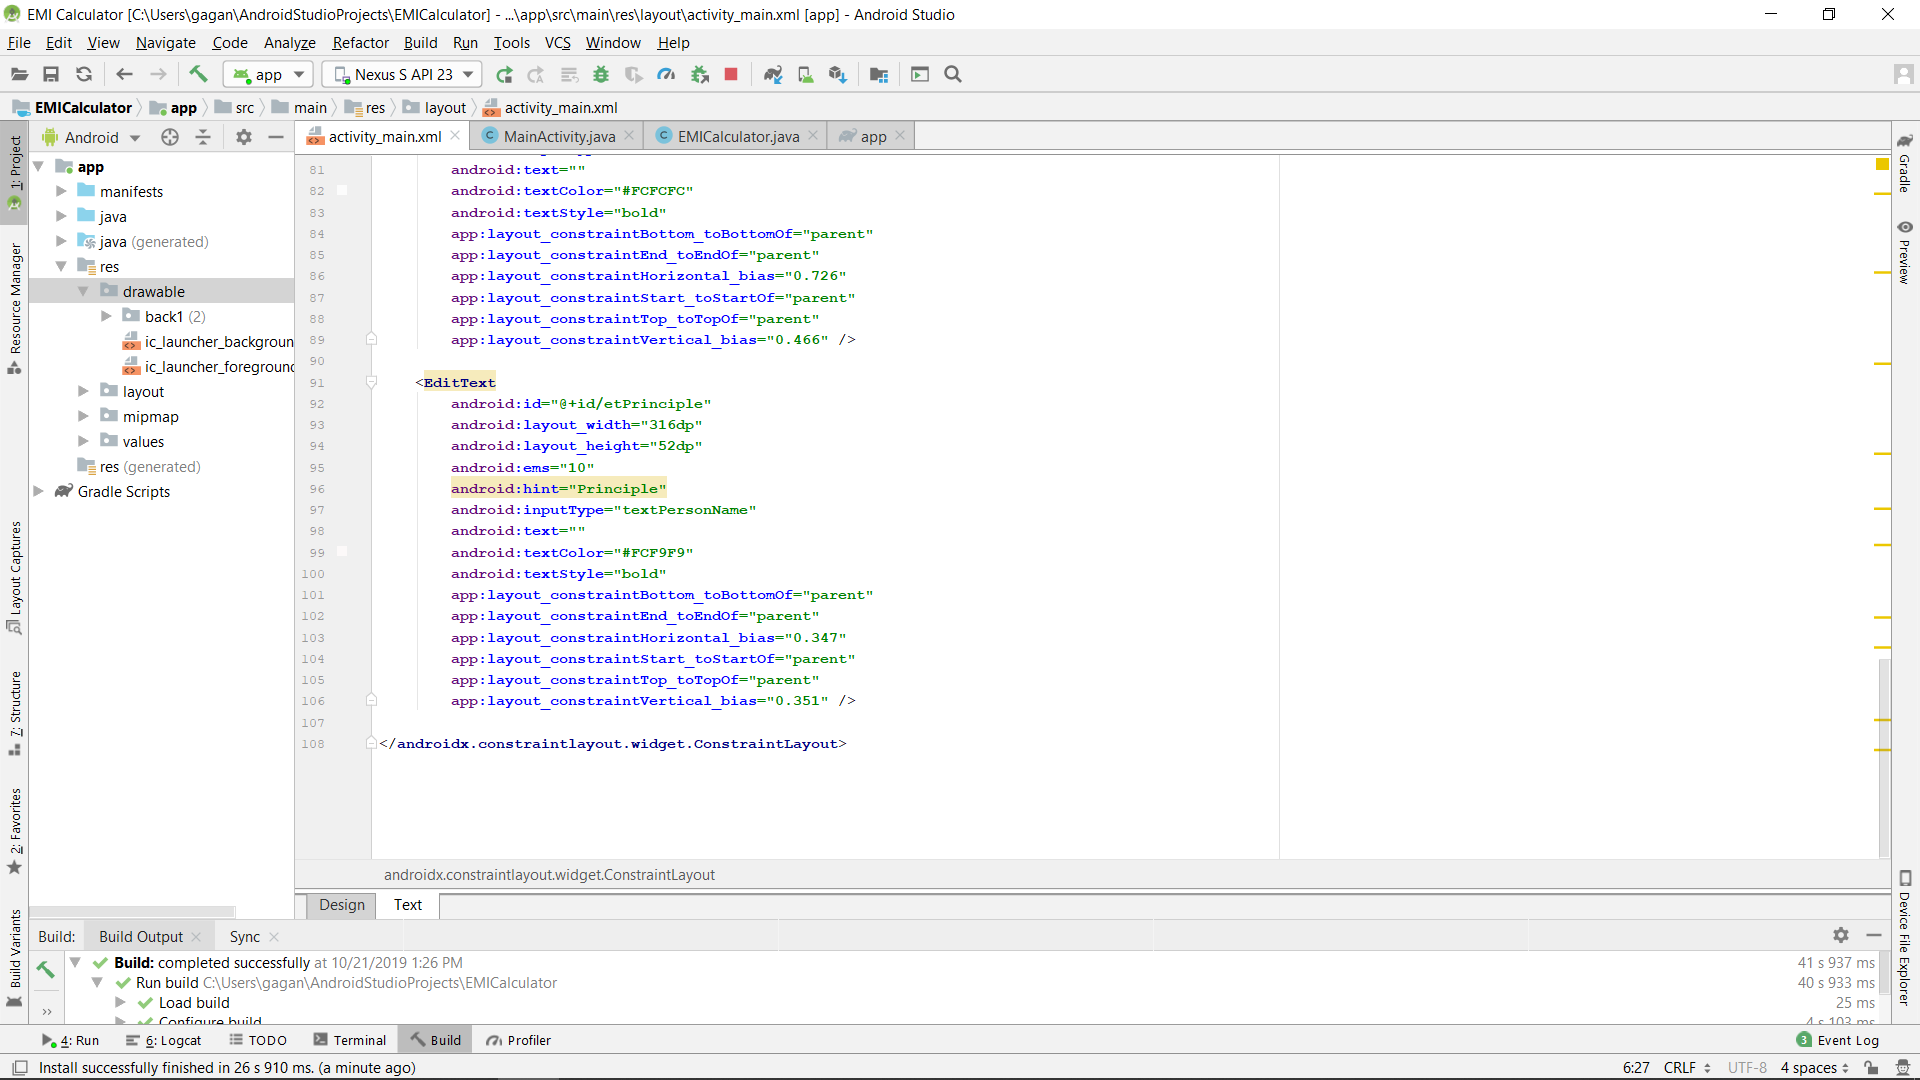 EMI Calculator [C:\Users\gagan\AndroidStudioProjects\EMICalculator] - ...\app\src\main\res\layout\activity_main.xml [app] - Android Studio
File Edit View Navigate Code Analyze Refactor Build Run Tools VCS Window Help
app Nexus S API 23
EMICalculator app src main res layout activity_main.xml
1: Project
Resource Manager
Layout Captures
7: Structure
2: Favorites
Build Variants
Android
app
manifests
java
java (generated)
res
drawable
back1 (2)
ic_launcher_backgroun
ic_launcher_foreground
layout
mipmap
values
res (generated)
Gradle Scripts
activity_main.xml MainActivity.java EMICalculator.java app
81 android:text=""
82 android:textColor="#FCFCFC"
83 android:textStyle="bold"
84 app:layout_constraintBottom_toBottomOf="parent"
85 app:layout_constraintEnd_toEndOf="parent"
86 app:layout_constraintHorizontal_bias="0.726"
87 app:layout_constraintStart_toStartOf="parent"
88 app:layout_constraintTop_toTopOf="parent"
89 app:layout_constraintVertical_bias="0.466" />
90
91 <EditText
92 android:id="@+id/etPrinciple"
93 android:layout_width="316dp"
94 android:layout_height="52dp"
95 android:ems="10"
96 android:hint="Principle"
97 android:inputType="textPersonName"
98 android:text=""
99 android:textColor="#FCF9F9"
100 android:textStyle="bold"
101 app:layout_constraintBottom_toBottomOf="parent"
102 app:layout_constraintEnd_toEndOf="parent"
103 app:layout_constraintHorizontal_bias="0.347"
104 app:layout_constraintStart_toStartOf="parent"
105 app:layout_constraintTop_toTopOf="parent"
106 app:layout_constraintVertical_bias="0.351" />
107
108 </androidx.constraintlayout.widget.ConstraintLayout>
androidx.constraintlayout.widget.ConstraintLayout
Design Text
Gradle
Preview
Device File Explorer
Build: Build Output Sync
Build: completed successfully at 10/21/2019 1:26 PM 41 s 937 ms
Run build C:\Users\gagan\AndroidStudioProjects\EMICalculator 40 s 933 ms
Load build 25 ms
Configure build 4 s 103 ms
4: Run 6: Logcat TODO Terminal Build Profiler 3 Event Log
Install successfully finished in 26 s 910 ms. (a minute ago) 6:27 CRLF UTF-8 4 spaces